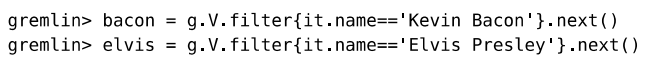 gremlin> bacon = g.V.filter{it.name=='Kevin Bacon'}.next()
gremlin> elvis = g.V.filter{it.name=='Elvis Presley'}.next()